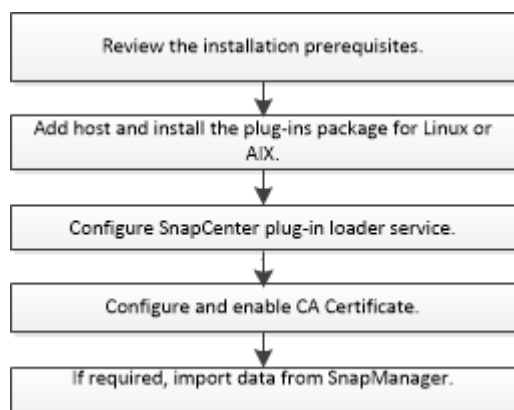 Review the installation prerequisites.
Add host and install the plug-ins package for Linux or
AIX.
Configure SnapCenter plug-in loader service.
Configure and enable CA Certificate.
If required, import data from SnapManager.